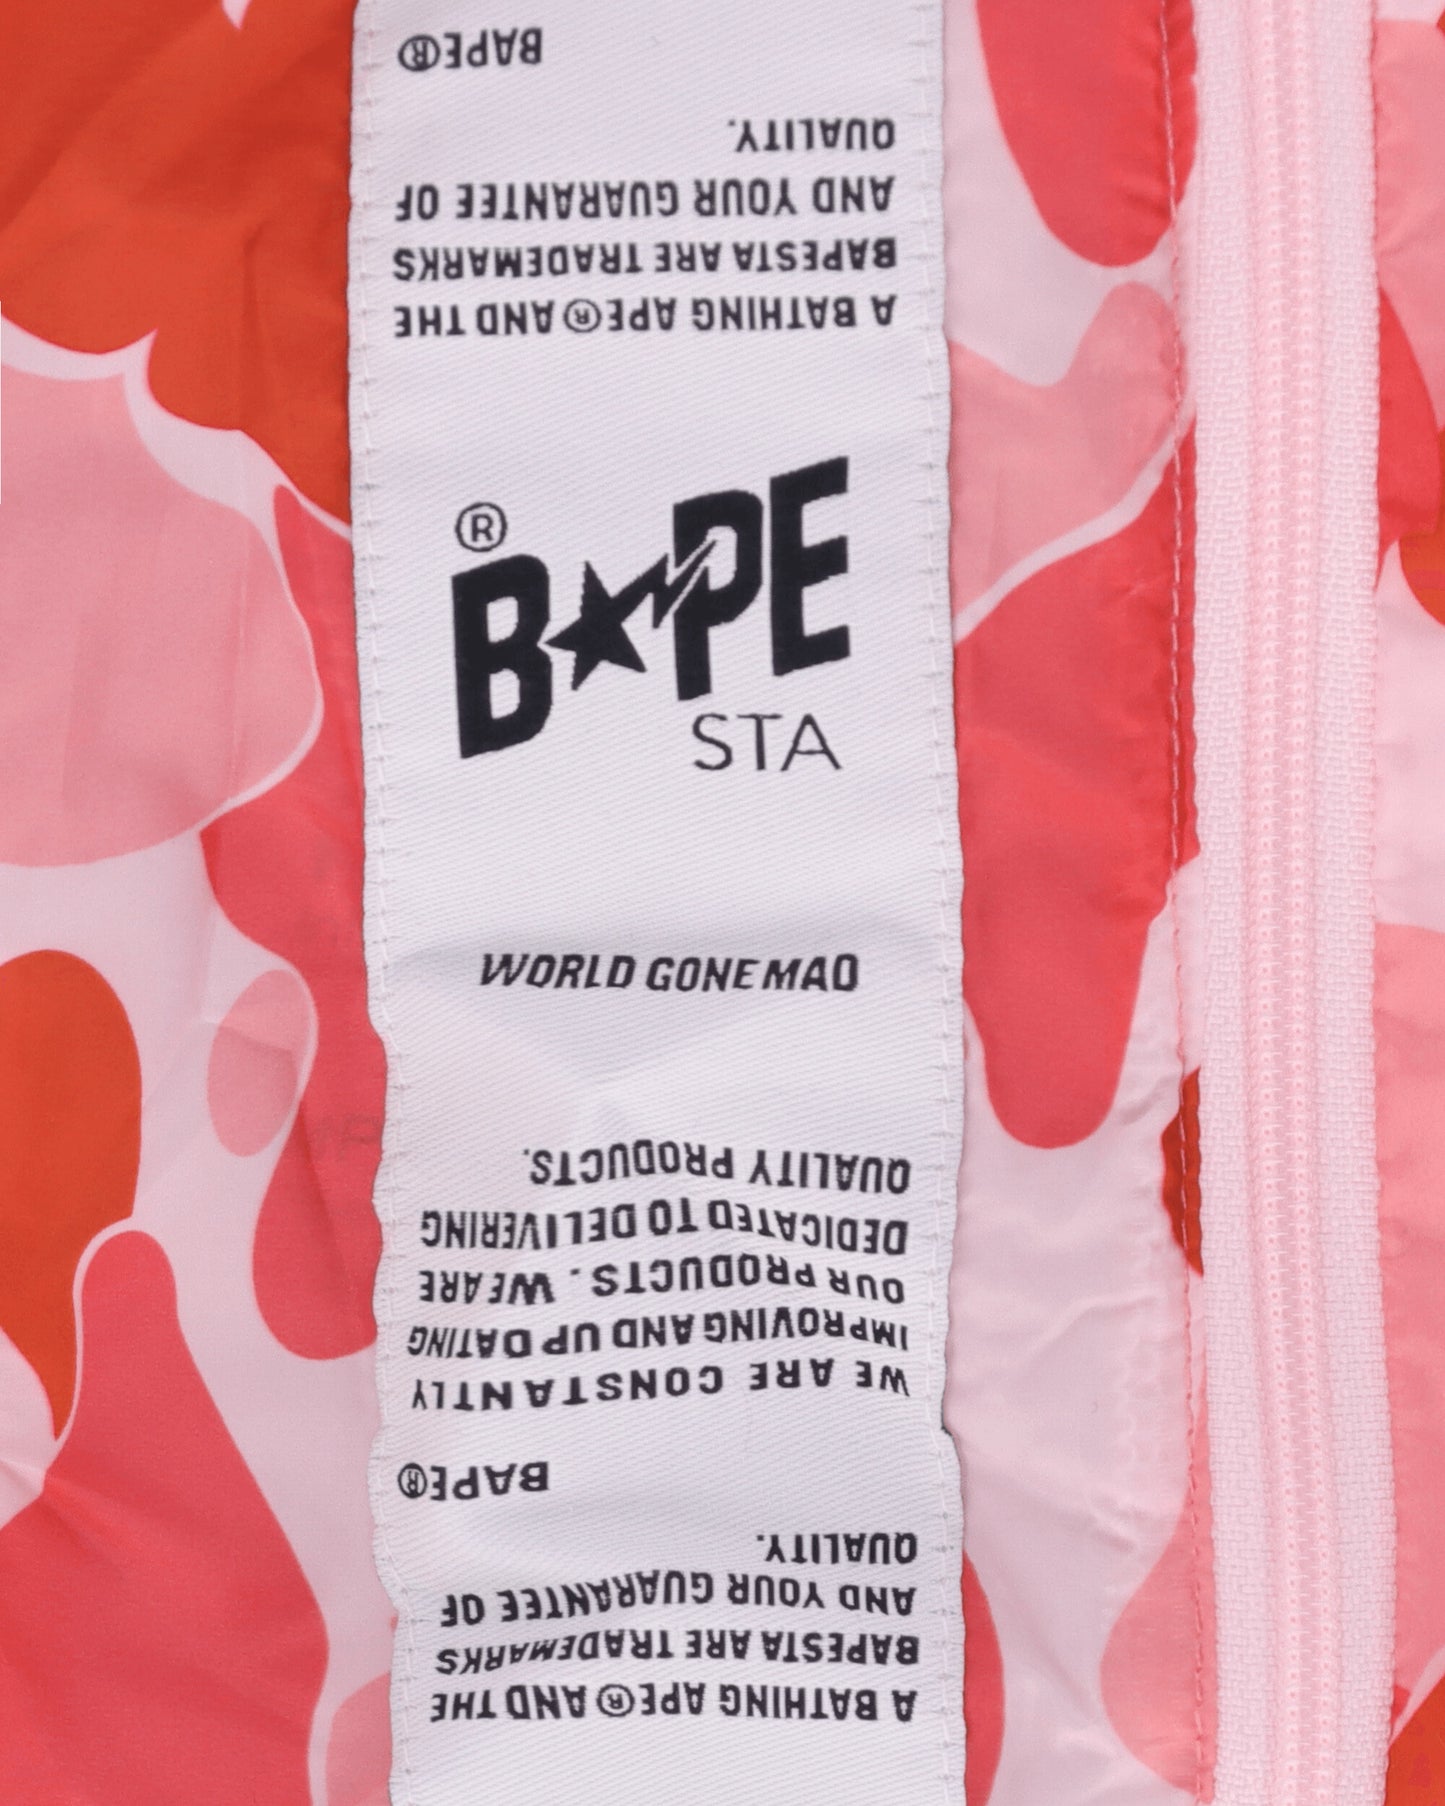 A BATHING APE® AND THE
BAPESTA ARE TRADEMARKS
AND YOUR GUARANTEE OF
QUALITY.
BAPE®
®
B★PE
STA
WORLD GONE MAD
A BATHING APE® AND THE
BAPESTA ARE TRADEMARKS
AND YOUR GUARANTEE OF
QUALITY.
BAPE®
WE ARE CONSTANTLY
IMPROVING AND UP DATING
OUR PRODUCTS. WE ARE
DEDICATED TO DELIVERING
QUALITY PRODUCTS.